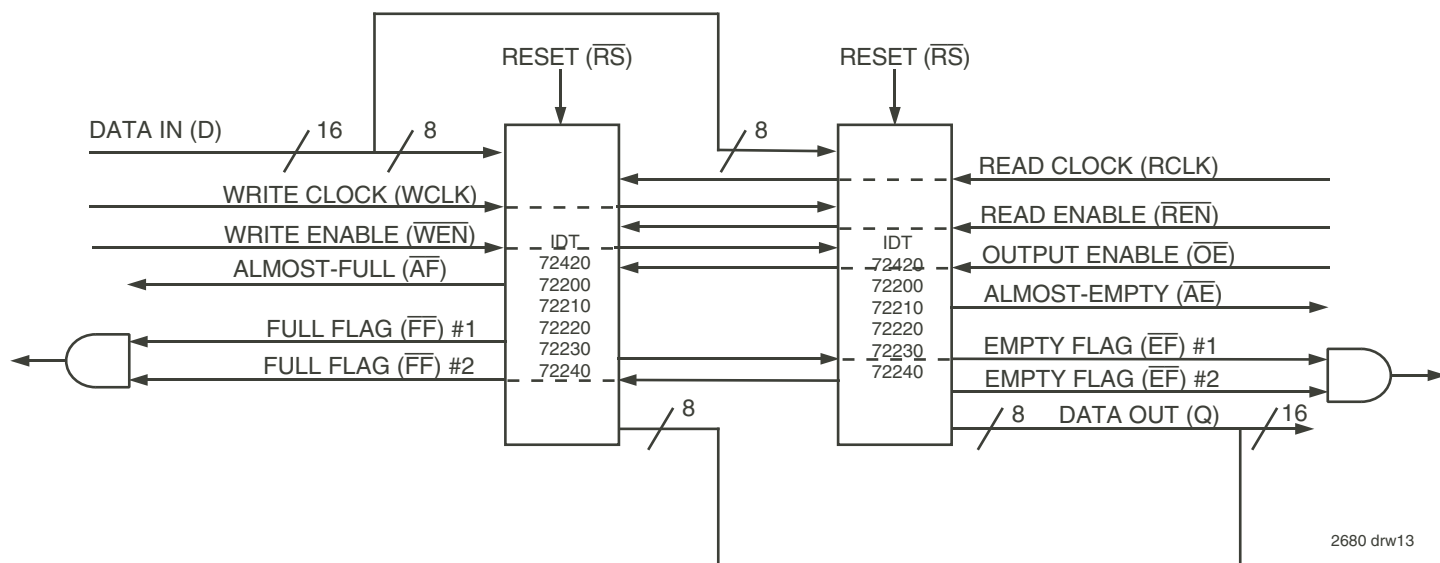 RESET (RS)
RESET (RS)
DATA IN (D)
16
8
8
READ CLOCK (RCLK)
WRITE CLOCK (WCLK)
READ ENABLE (REN)
WRITE ENABLE (WEN)
IDT
72420
72200
72210
72220
72230
72240
IDT
72420
72200
72210
72220
72230
72240
OUTPUT ENABLE (OE)
ALMOST-FULL (AF)
ALMOST-EMPTY (AE)
FULL FLAG (FF) #1
EMPTY FLAG (EF) #1
FULL FLAG (FF) #2
EMPTY FLAG (EF) #2
8
8
DATA OUT (Q)
16
2680 drw13